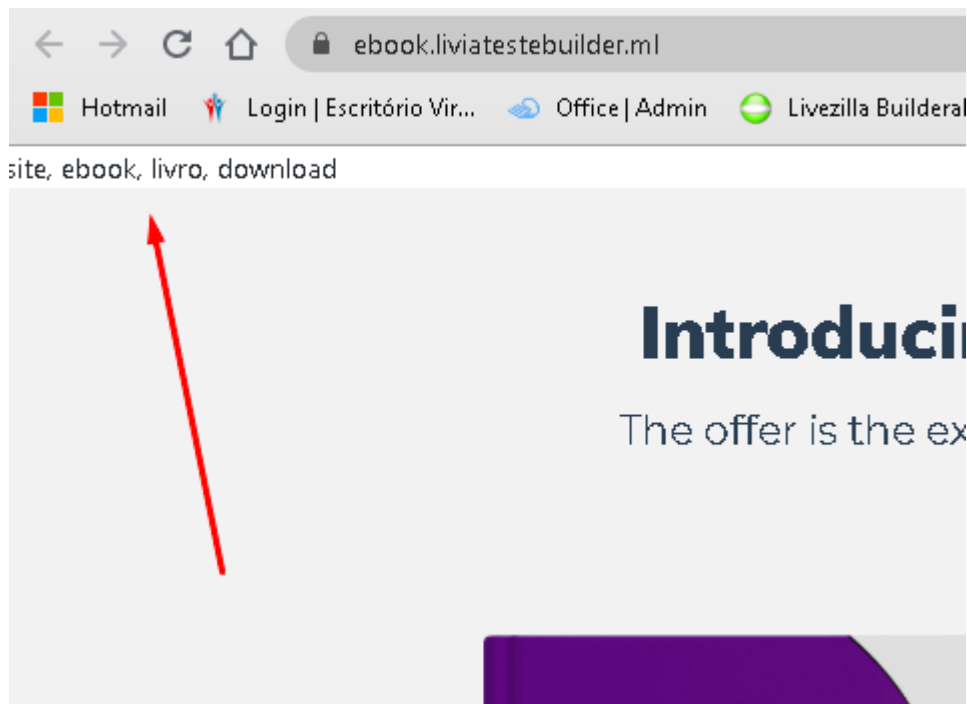 ebook.liviatestebuilder.ml
Hotmail Login | Escritório Vir... Office | Admin Livezilla Builderal
site, ebook, livro, download
Introducin
The offer is the ex